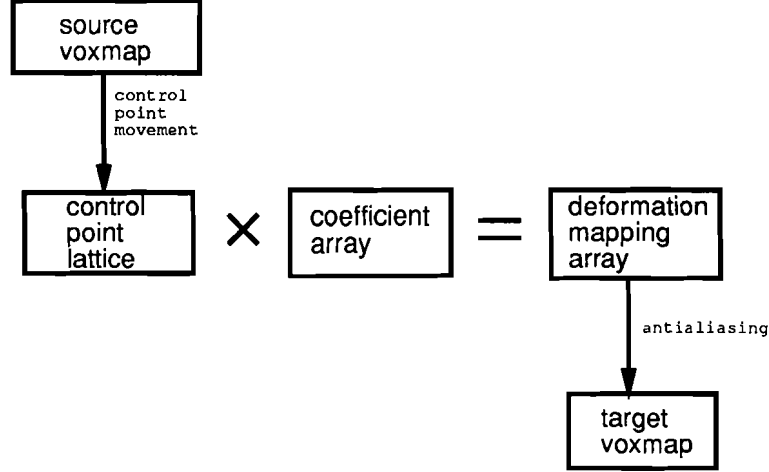 source
voxmap
control
point
movement
control
point
lattice
×
coefficient
array
=
deformation
mapping
array
antialiasing
target
voxmap